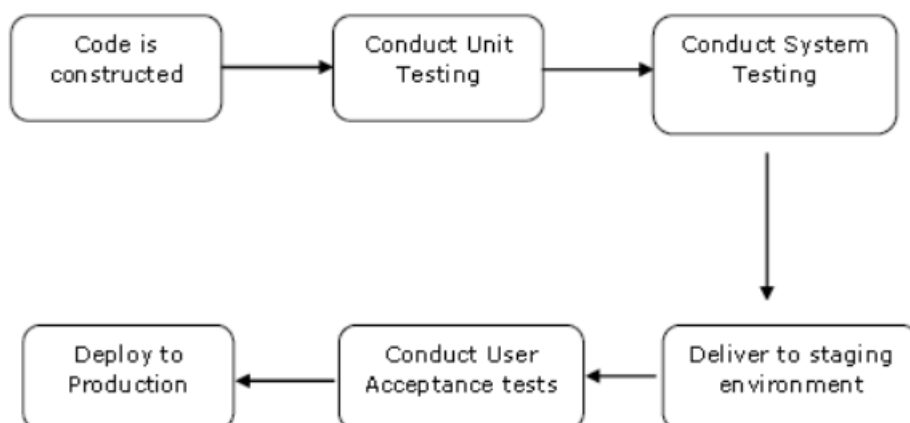 Code is
constructed
Conduct Unit
Testing
Conduct System
Testing
Deliver to staging
environment
Conduct User
Acceptance tests
Deploy to
Production